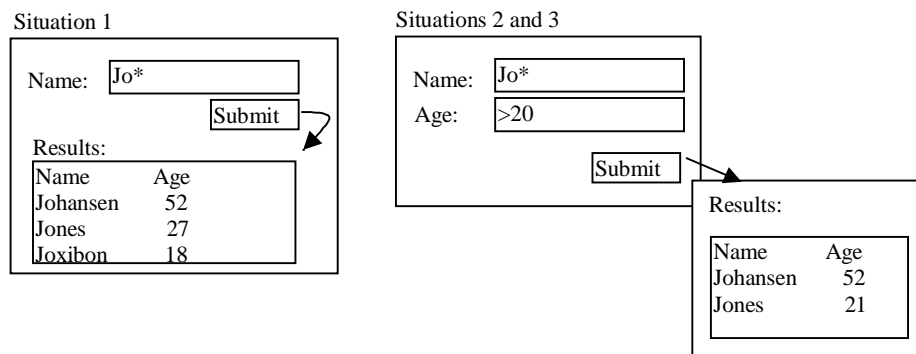 Situation 1
Name: Jo*
Submit
Results:
Name Age
Johansen 52
Jones 27
Joxibon 18
Situations 2 and 3
Name: Jo*
Age: >20
Submit
Results:
Name Age
Johansen 52
Jones 21